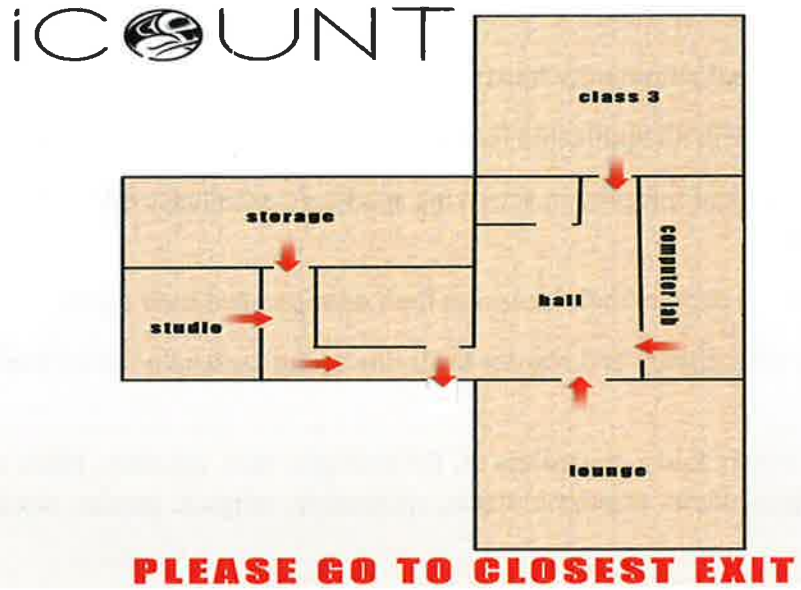 iCOUNT
class 3
storage
computer lab
hall
studio
lounge
PLEASE GO TO CLOSEST EXIT